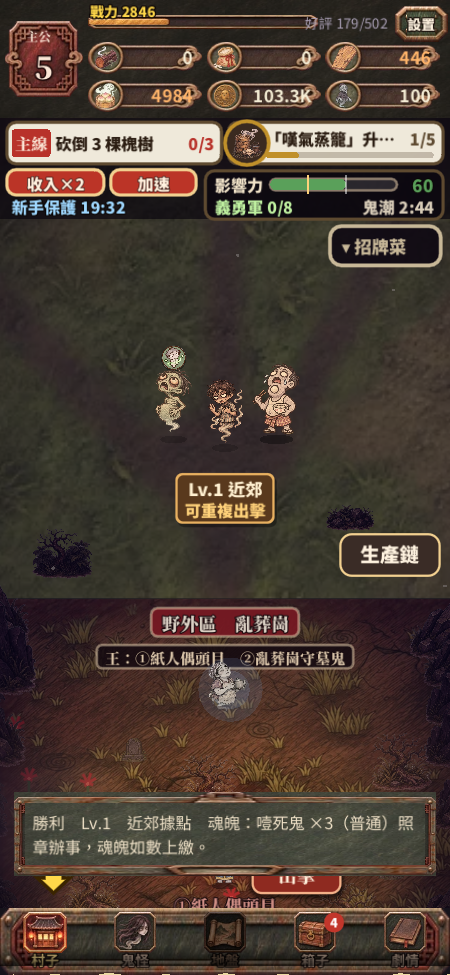 戰力 2846
主公
5
好評 179/502
設置
0
0
446
4984
103.3K
100
主線 砍倒 3 棵槐樹 0/3
「嘆氣蒸籠」升⋯ 1/5
收入×2
加速
影響力 60
新手保護 19:32
義勇軍 0/8
鬼潮 2:44
▾招牌菜
Lv.1 近郊
可重複出擊
生產鏈
野外區 亂葬崗
王:①紙人偶頭目 ②亂葬崗守墓鬼
勝利 Lv.1 近郊據點 魂魄:噎死鬼 ×3(普通)照
章辦事,魂魄如數上繳。
出擊
①紙人偶頭目
4
村子
鬼怪
地盤
箱子
劇情